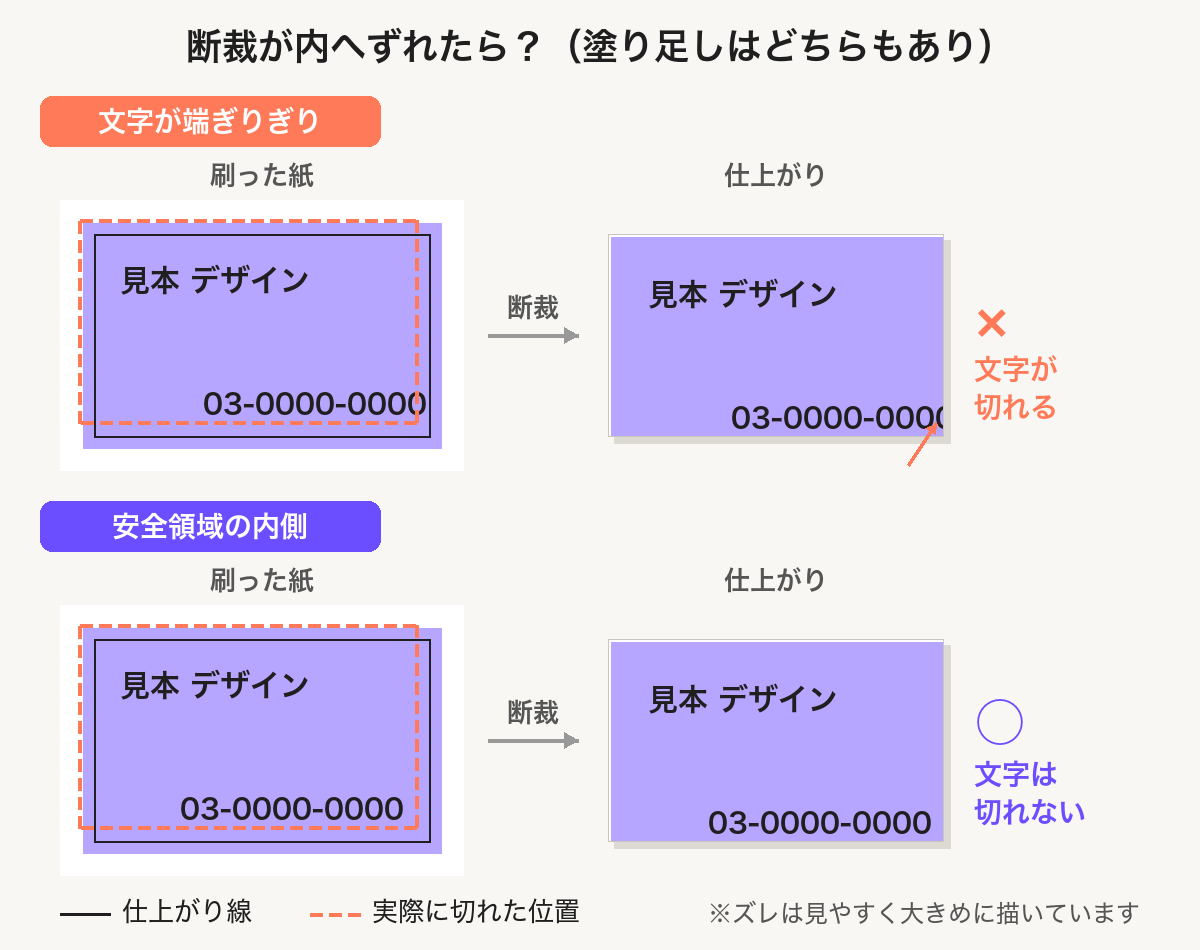 断裁が内へずれたら？（塗り足しはどちらもあり）
文字が端ぎりぎり
刷った紙
仕上がり
見本 デザイン
03-0000-0000
断裁
見本 デザイン
03-0000-0000
×
文字が
切れる
安全領域の内側
刷った紙
仕上がり
見本 デザイン
03-0000-0000
断裁
見本 デザイン
03-0000-0000
○
文字は
切れない
仕上がり線
実際に切れた位置
※ズレは見やすく大きめに描いています